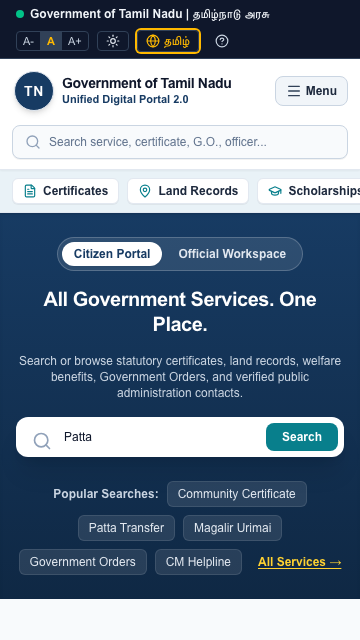 Government of Tamil Nadu | தமிழ்நாடு அரசு
A- A A+ தமிழ்
TN
Government of Tamil Nadu
Unified Digital Portal 2.0
Menu
Search service, certificate, G.O., officer...
Certificates Land Records Scholarships
Citizen Portal Official Workspace
All Government Services. One
Place.
Search or browse statutory certificates, land records, welfare
benefits, Government Orders, and verified public
administration contacts.
Patta Search
Popular Searches: Community Certificate
Patta Transfer Magalir Urimai
Government Orders CM Helpline All Services →